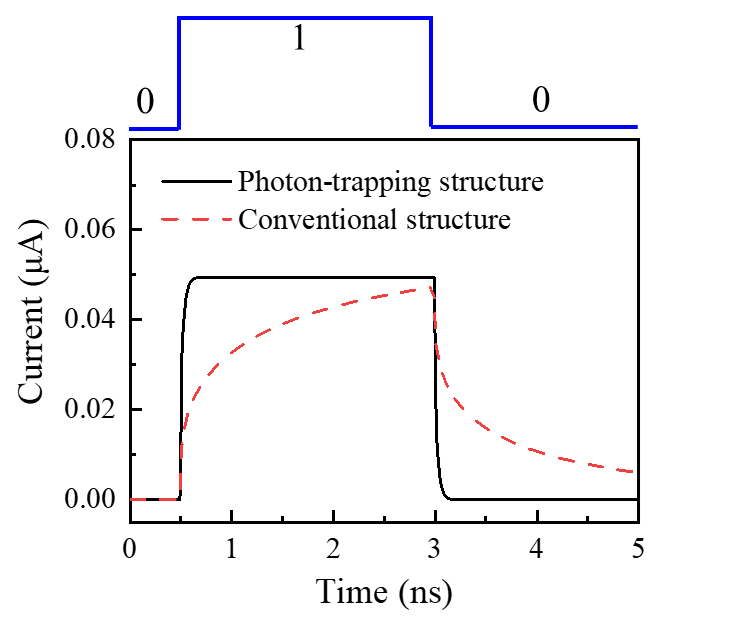 1
0
0
0.08
Photon-trapping structure
Conventional structure
0.06
0.04
0.02
0.00
Current (μA)
0 1 2 3 4 5
Time (ns)